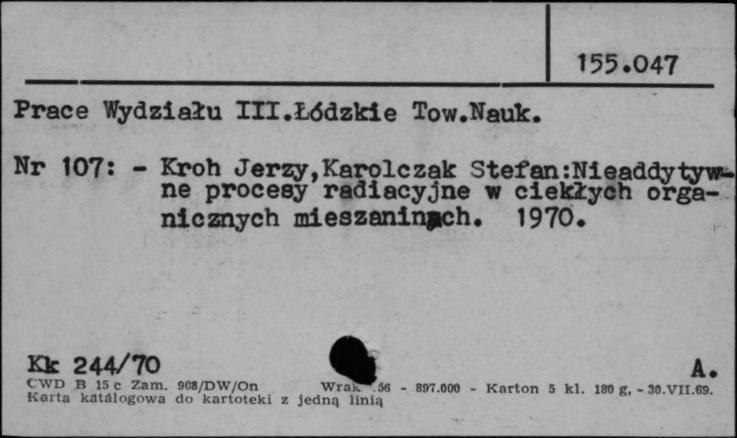 155.047
Prace Wydziału III.Łódzkie Tow.Nauk.
Nr 107: - Kroh Jerzy,Karolczak Stefan:Nieaddytyw-
ne procesy radiacyjne w ciekłych orga-
nicznych mieszaninach. 1970.
Kk 244/70 A.
CWD B 15 c Zam. 908/DW/On 56 - 897.000 - Karton 5 kl. 180 g, - 30.VII.69.
Karta katalogowa do kartoteki z jedną linią